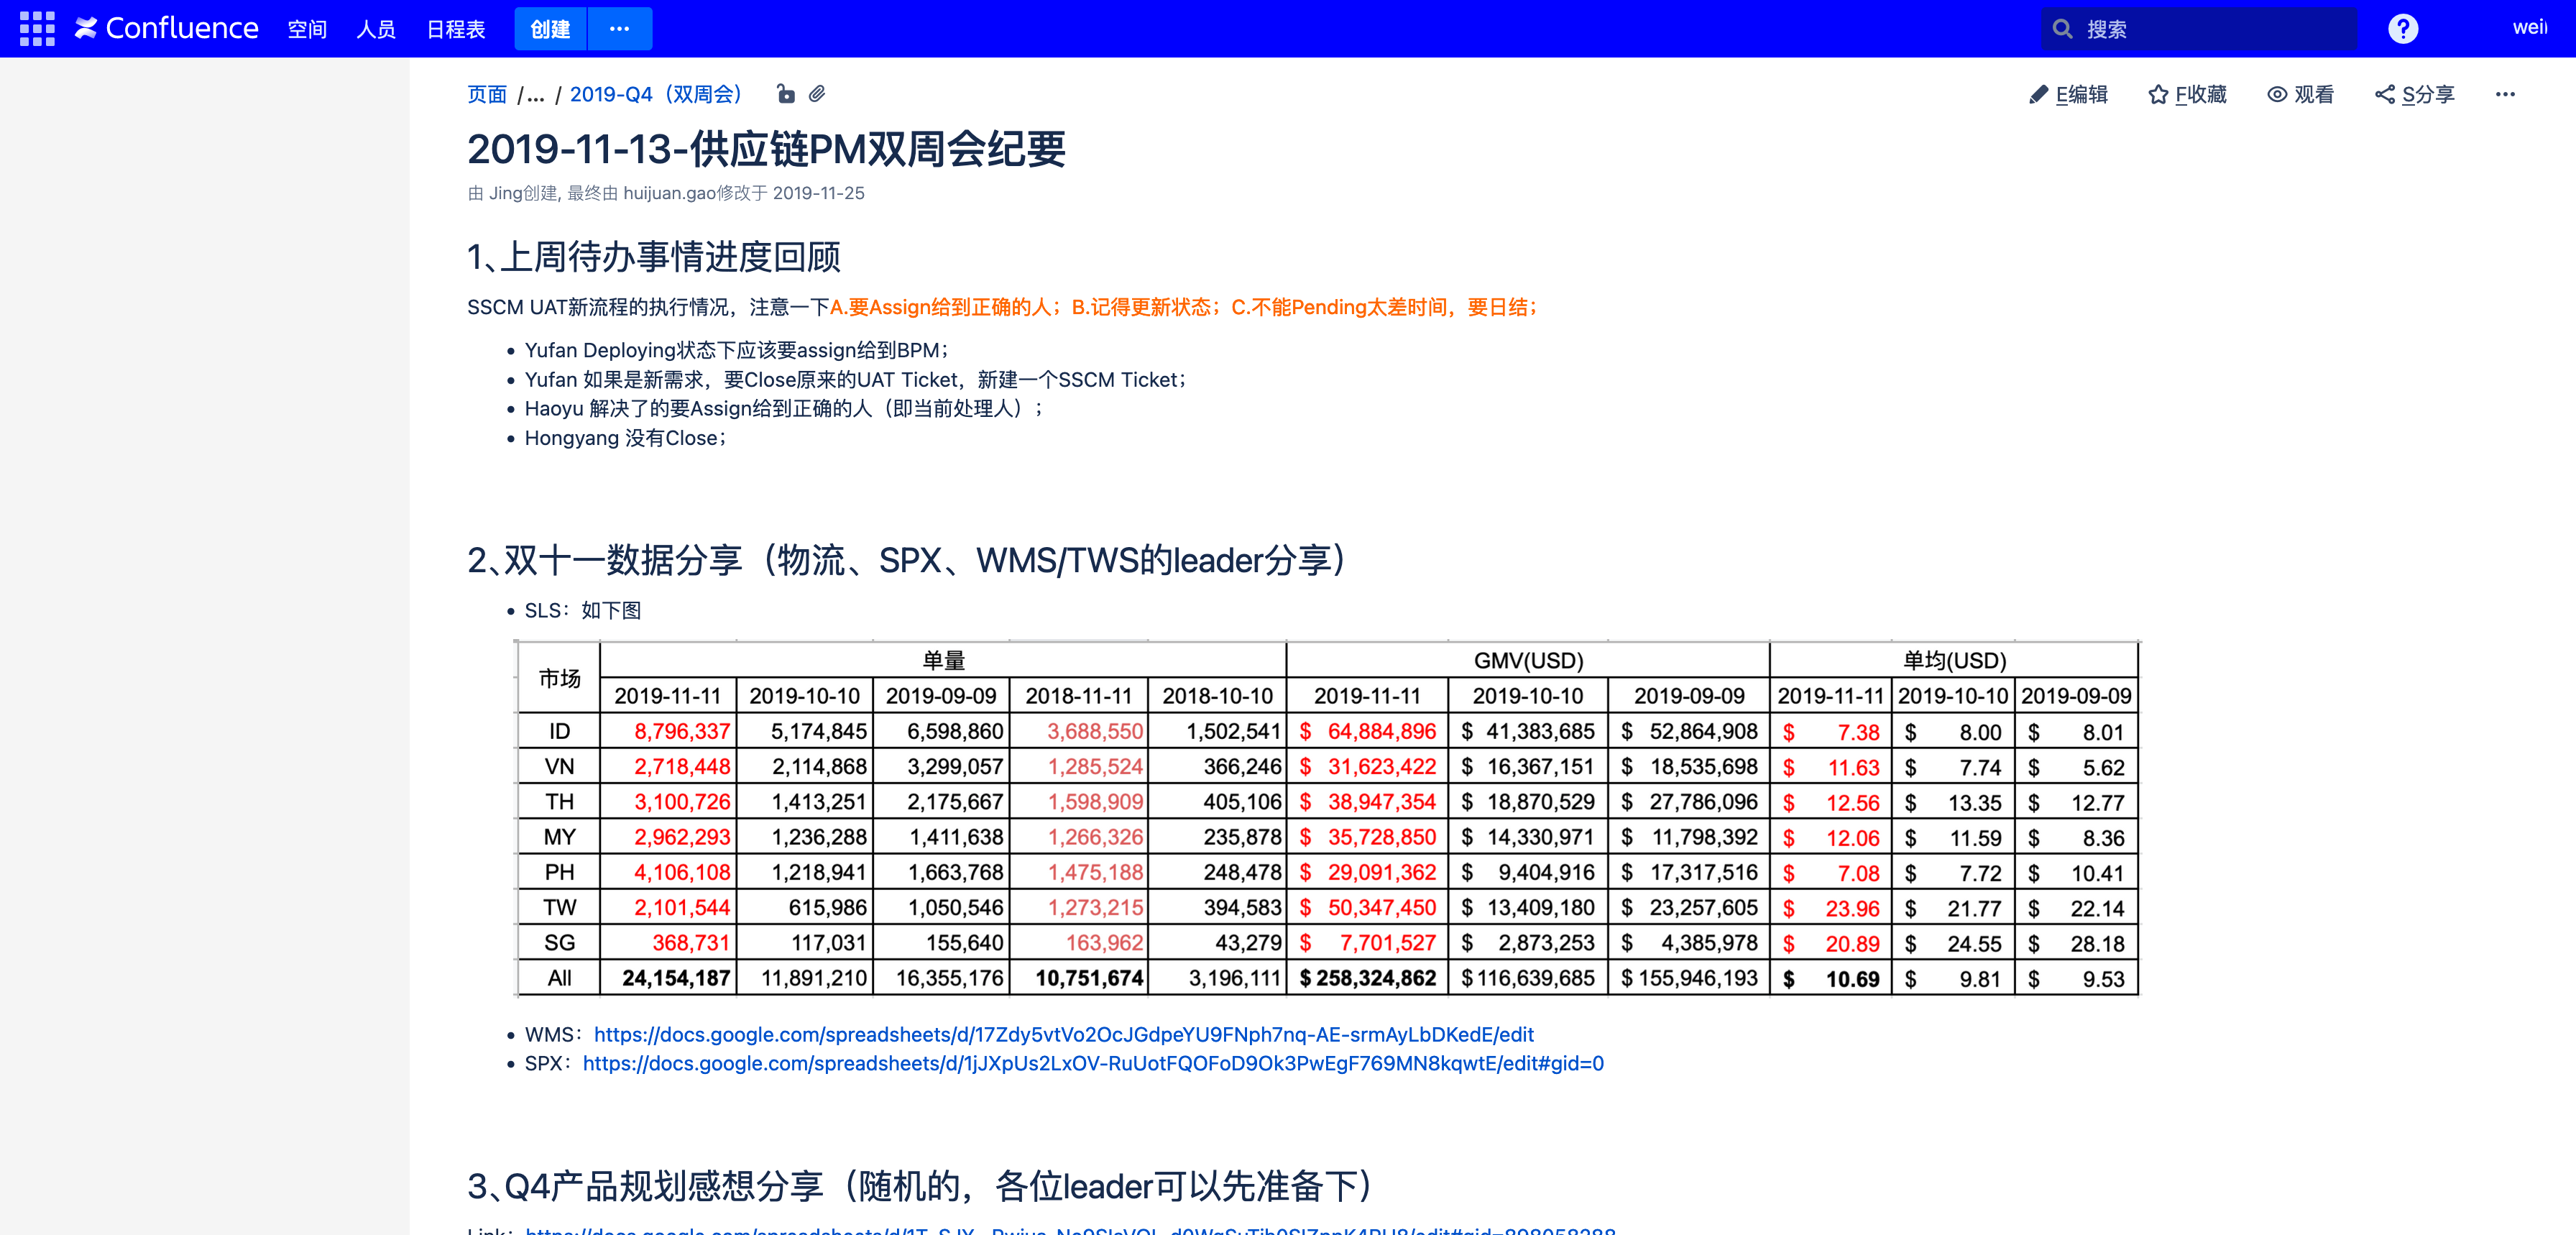 Confluence 空间 人员 日程表 创建 ··· 搜索 ? wei
页面 /... / 2019-Q4（双周会） E编辑 F收藏 观看 S分享 ···
2019-11-13-供应链PM双周会纪要
由 Jing创建, 最终由 huijuan.gao修改于 2019-11-25
1、上周待办事情进度回顾
SSCM UAT新流程的执行情况，注意一下A.要Assign给到正确的人；B.记得更新状态；C.不能Pending太差时间，要日结；
• Yufan Deploying状态下应该要assign给到BPM；
• Yufan 如果是新需求，要Close原来的UAT Ticket，新建一个SSCM Ticket；
• Haoyu 解决了的要Assign给到正确的人（即当前处理人）；
• Hongyang 没有Close；
2、双十一数据分享（物流、SPX、WMS/TWS的leader分享）
• SLS：如下图
市场 单量 GMV(USD) 单均(USD)
2019-11-11 2019-10-10 2019-09-09 2018-11-11 2018-10-10 2019-11-11 2019-10-10 2019-09-09 2019-11-11 2019-10-10 2019-09-09
ID 8,796,337 5,174,845 6,598,860 3,688,550 1,502,541 $ 64,884,896 $ 41,383,685 $ 52,864,908 $ 7.38 $ 8.00 $ 8.01
VN 2,718,448 2,114,868 3,299,057 1,285,524 366,246 $ 31,623,422 $ 16,367,151 $ 18,535,698 $ 11.63 $ 7.74 $ 5.62
TH 3,100,726 1,413,251 2,175,667 1,598,909 405,106 $ 38,947,354 $ 18,870,529 $ 27,786,096 $ 12.56 $ 13.35 $ 12.77
MY 2,962,293 1,236,288 1,411,638 1,266,326 235,878 $ 35,728,850 $ 14,330,971 $ 11,798,392 $ 12.06 $ 11.59 $ 8.36
PH 4,106,108 1,218,941 1,663,768 1,475,188 248,478 $ 29,091,362 $ 9,404,916 $ 17,317,516 $ 7.08 $ 7.72 $ 10.41
TW 2,101,544 615,986 1,050,546 1,273,215 394,583 $ 50,347,450 $ 13,409,180 $ 23,257,605 $ 23.96 $ 21.77 $ 22.14
SG 368,731 117,031 155,640 163,962 43,279 $ 7,701,527 $ 2,873,253 $ 4,385,978 $ 20.89 $ 24.55 $ 28.18
All 24,154,187 11,891,210 16,355,176 10,751,674 3,196,111 $ 258,324,862 $ 116,639,685 $ 155,946,193 $ 10.69 $ 9.81 $ 9.53
• WMS：https://docs.google.com/spreadsheets/d/17Zdy5vtVo2OcJGdpeYU9FNph7nq-AE-srmAyLbDKedE/edit
• SPX：https://docs.google.com/spreadsheets/d/1jJXpUs2LxOV-RuUotFQOFoD9Ok3PwEgF769MN8kqwtE/edit#gid=0
3、Q4产品规划感想分享（随机的，各位leader可以先准备下）
Link：